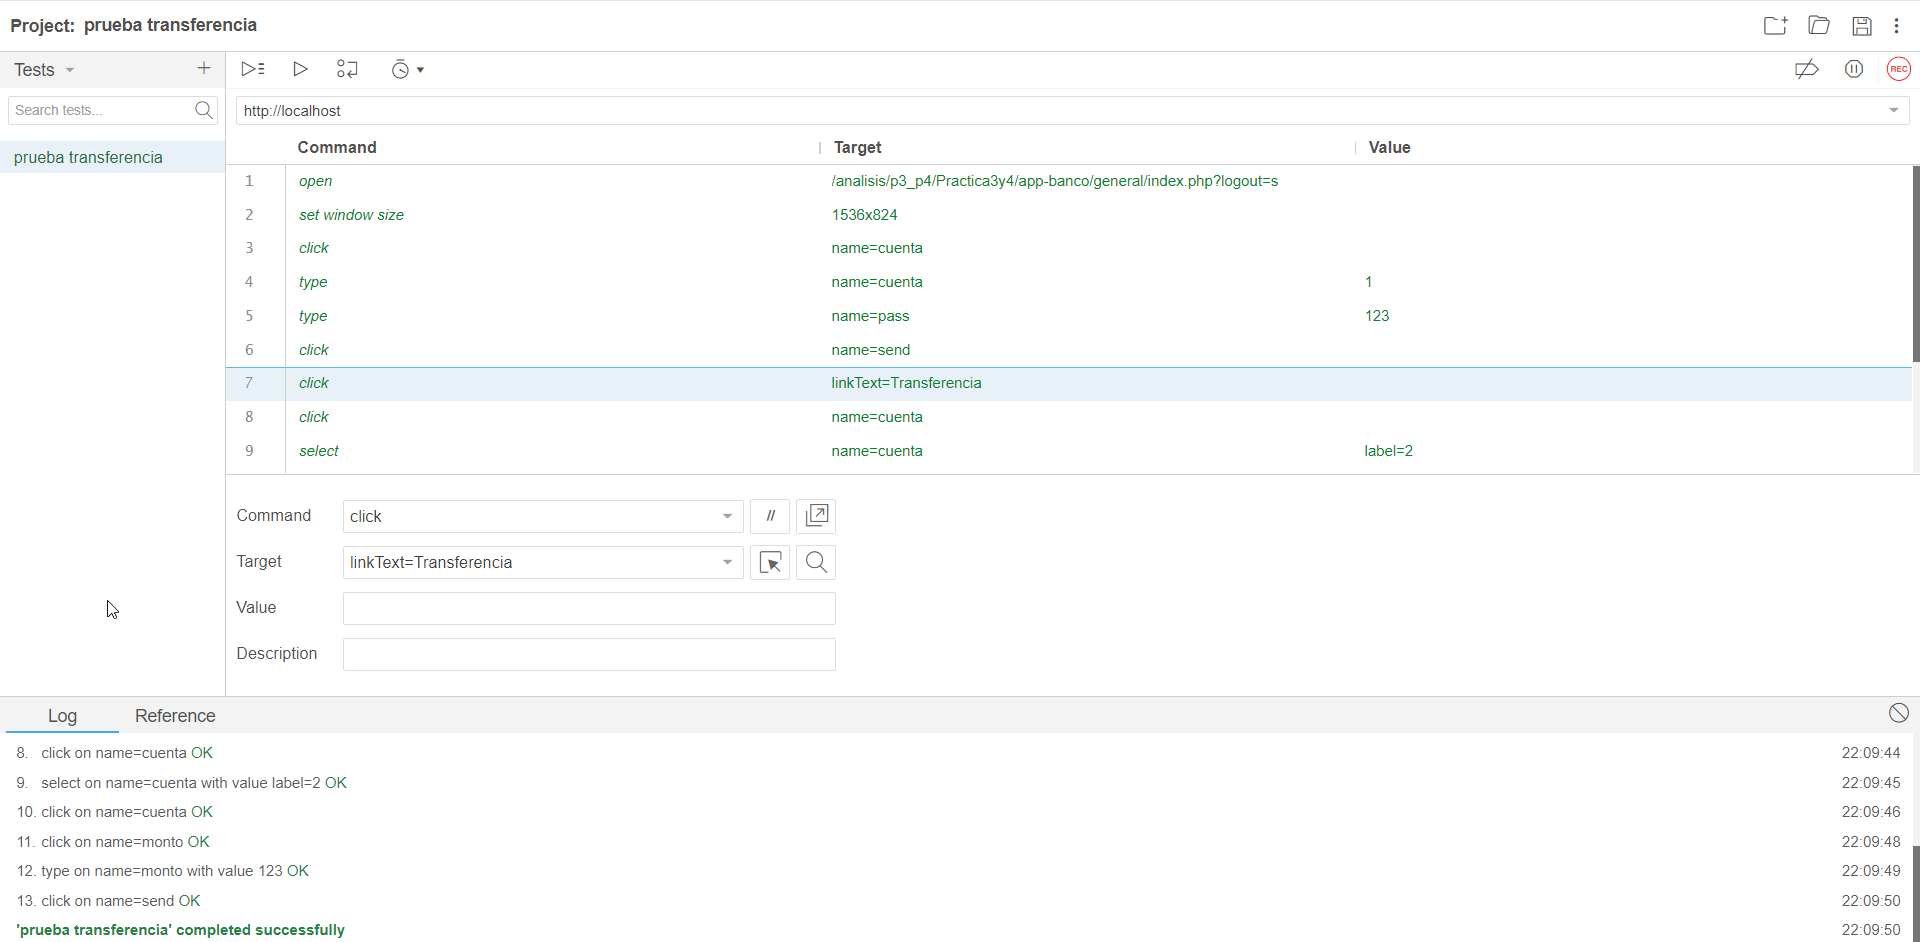 Project: prueba transferencia
Tests
Search tests...
prueba transferencia
REC
http://localhost
Command Target Value
1 open /analisis/p3_p4/Practica3y4/app-banco/general/index.php?logout=s
2 set window size 1536x824
3 click name=cuenta
4 type name=cuenta 1
5 type name=pass 123
6 click name=send
7 click linkText=Transferencia
8 click name=cuenta
9 select name=cuenta label=2
Command click //
Target linkText=Transferencia
Value
Description
Log Reference
8. click on name=cuenta OK 22:09:44
9. select on name=cuenta with value label=2 OK 22:09:45
10. click on name=cuenta OK 22:09:46
11. click on name=monto OK 22:09:48
12. type on name=monto with value 123 OK 22:09:49
13. click on name=send OK 22:09:50
'prueba transferencia' completed successfully 22:09:50